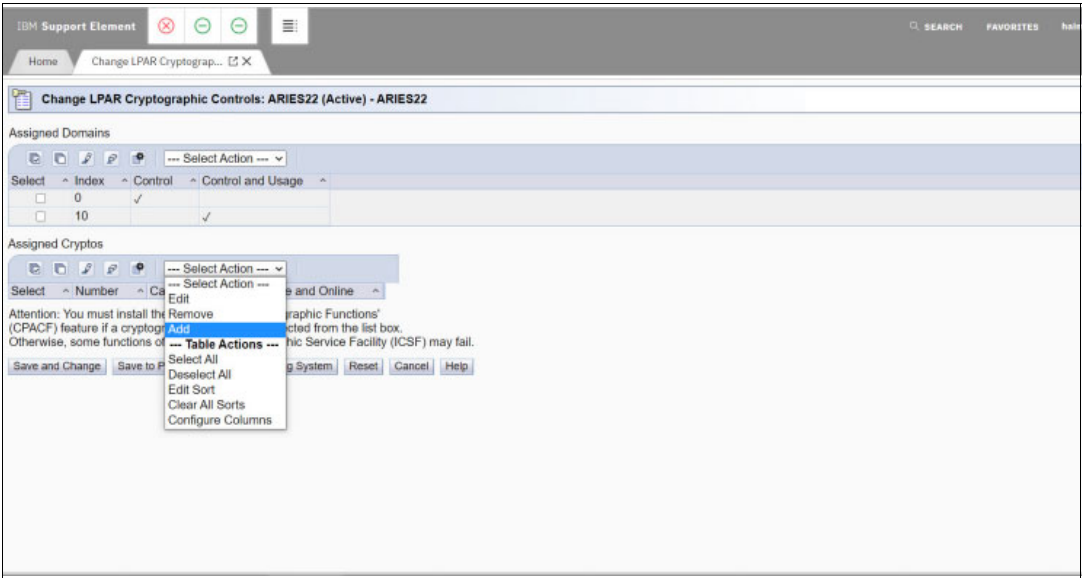 IBM Support Element
SEARCH FAVORITES hain
Home Change LPAR Cryptograp...
Change LPAR Cryptographic Controls: ARIES22 (Active) - ARIES22
Assigned Domains
--- Select Action ---
Select Index Control Control and Usage
0 ✓
10 ✓
Assigned Cryptos
--- Select Action ---
Select Number Ca e and Online
--- Select Action ---
Edit
Remove
Add
--- Table Actions ---
Select All
Deselect All
Edit Sort
Clear All Sorts
Configure Columns
Attention: You must install the raphic Functions'
(CPACF) feature if a cryptogr cted from the list box.
Otherwise, some functions of hic Service Facility (ICSF) may fail.
Save and Change Save to P g System Reset Cancel Help